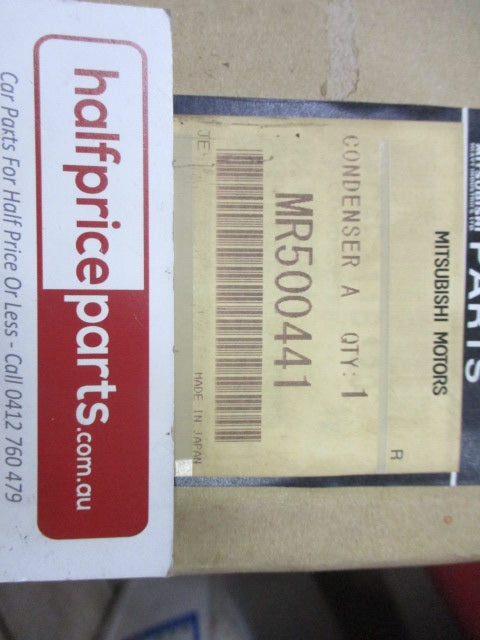 halfpriceparts.com.au
Car Parts For Half Price Or Less - Call 0412 760 479
PARTS
MITSUBISHI MOTORS
R
CONDENSER A QTY: 1
MR500441
JE
MADE IN JAPAN